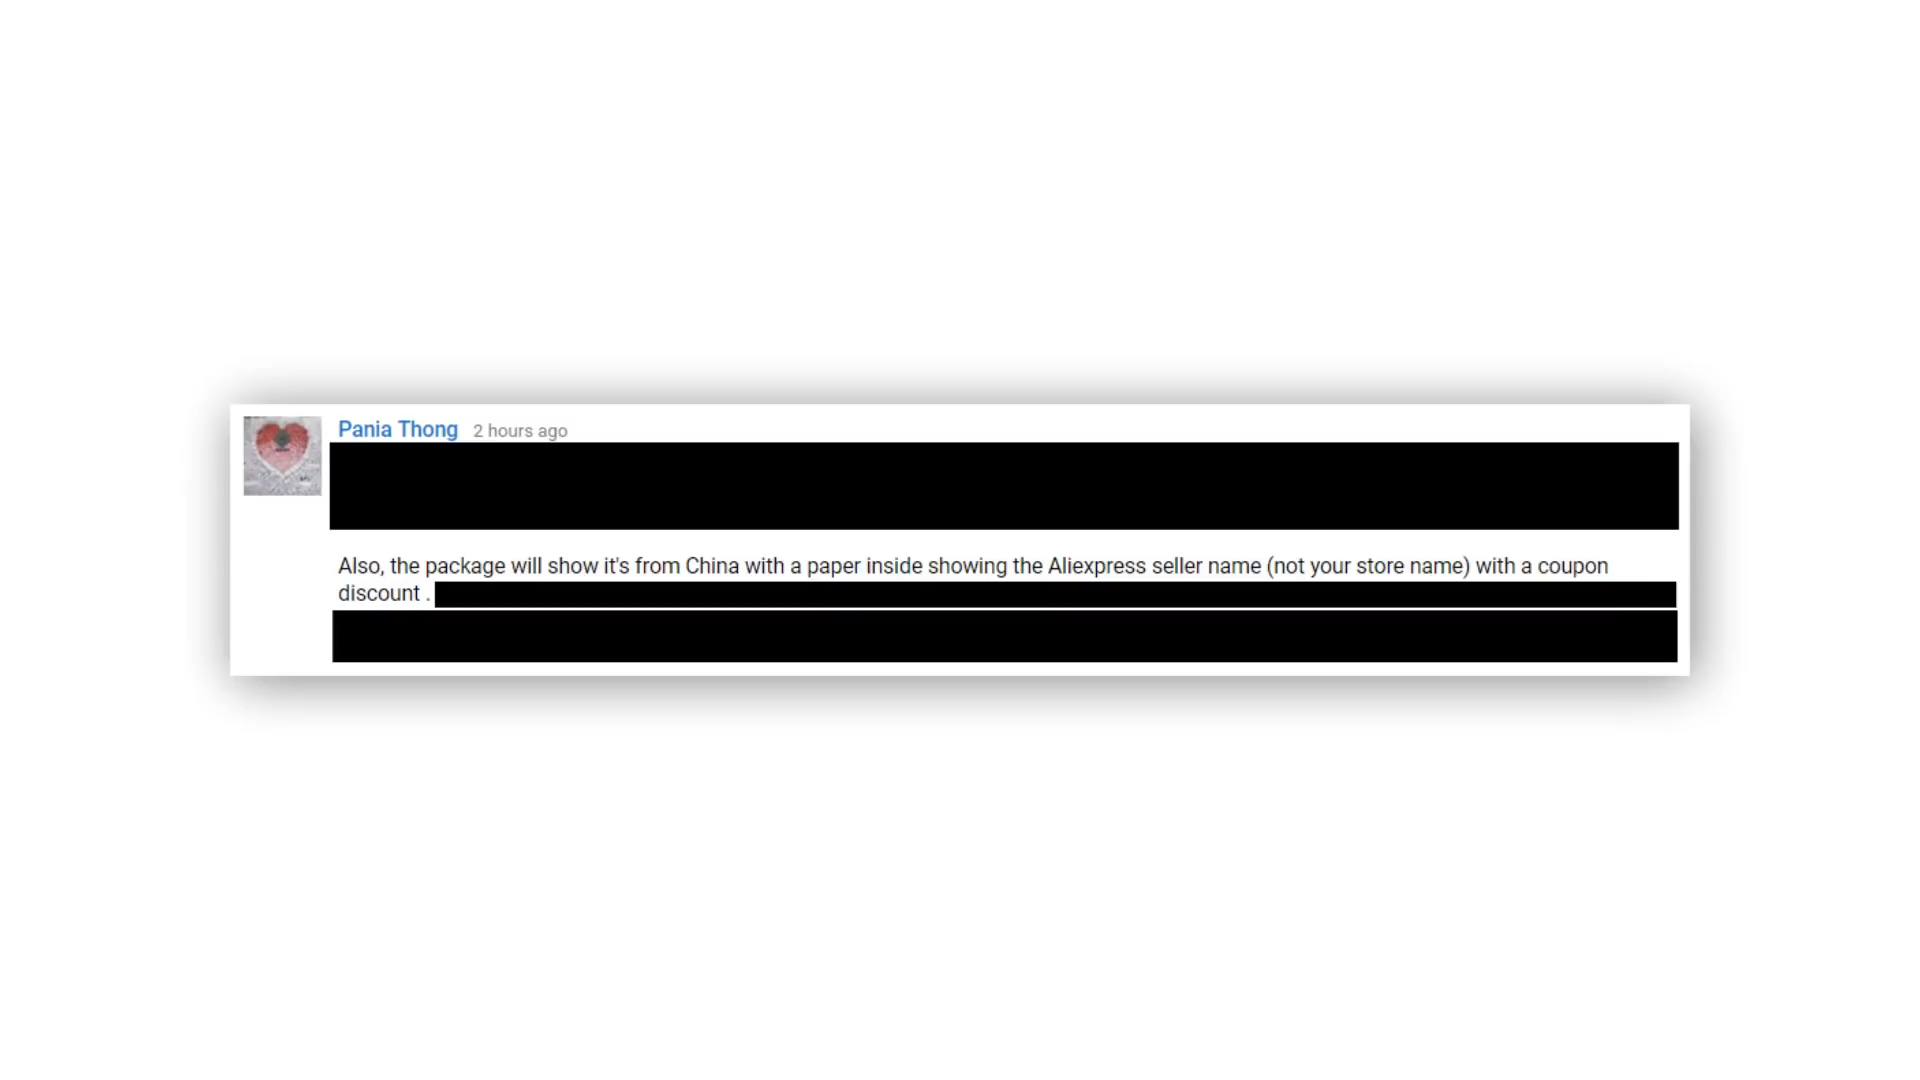 Pania Thong 2 hours ago
Also, the package will show it's from China with a paper inside showing the Aliexpress seller name (not your store name) with a coupon
discount .